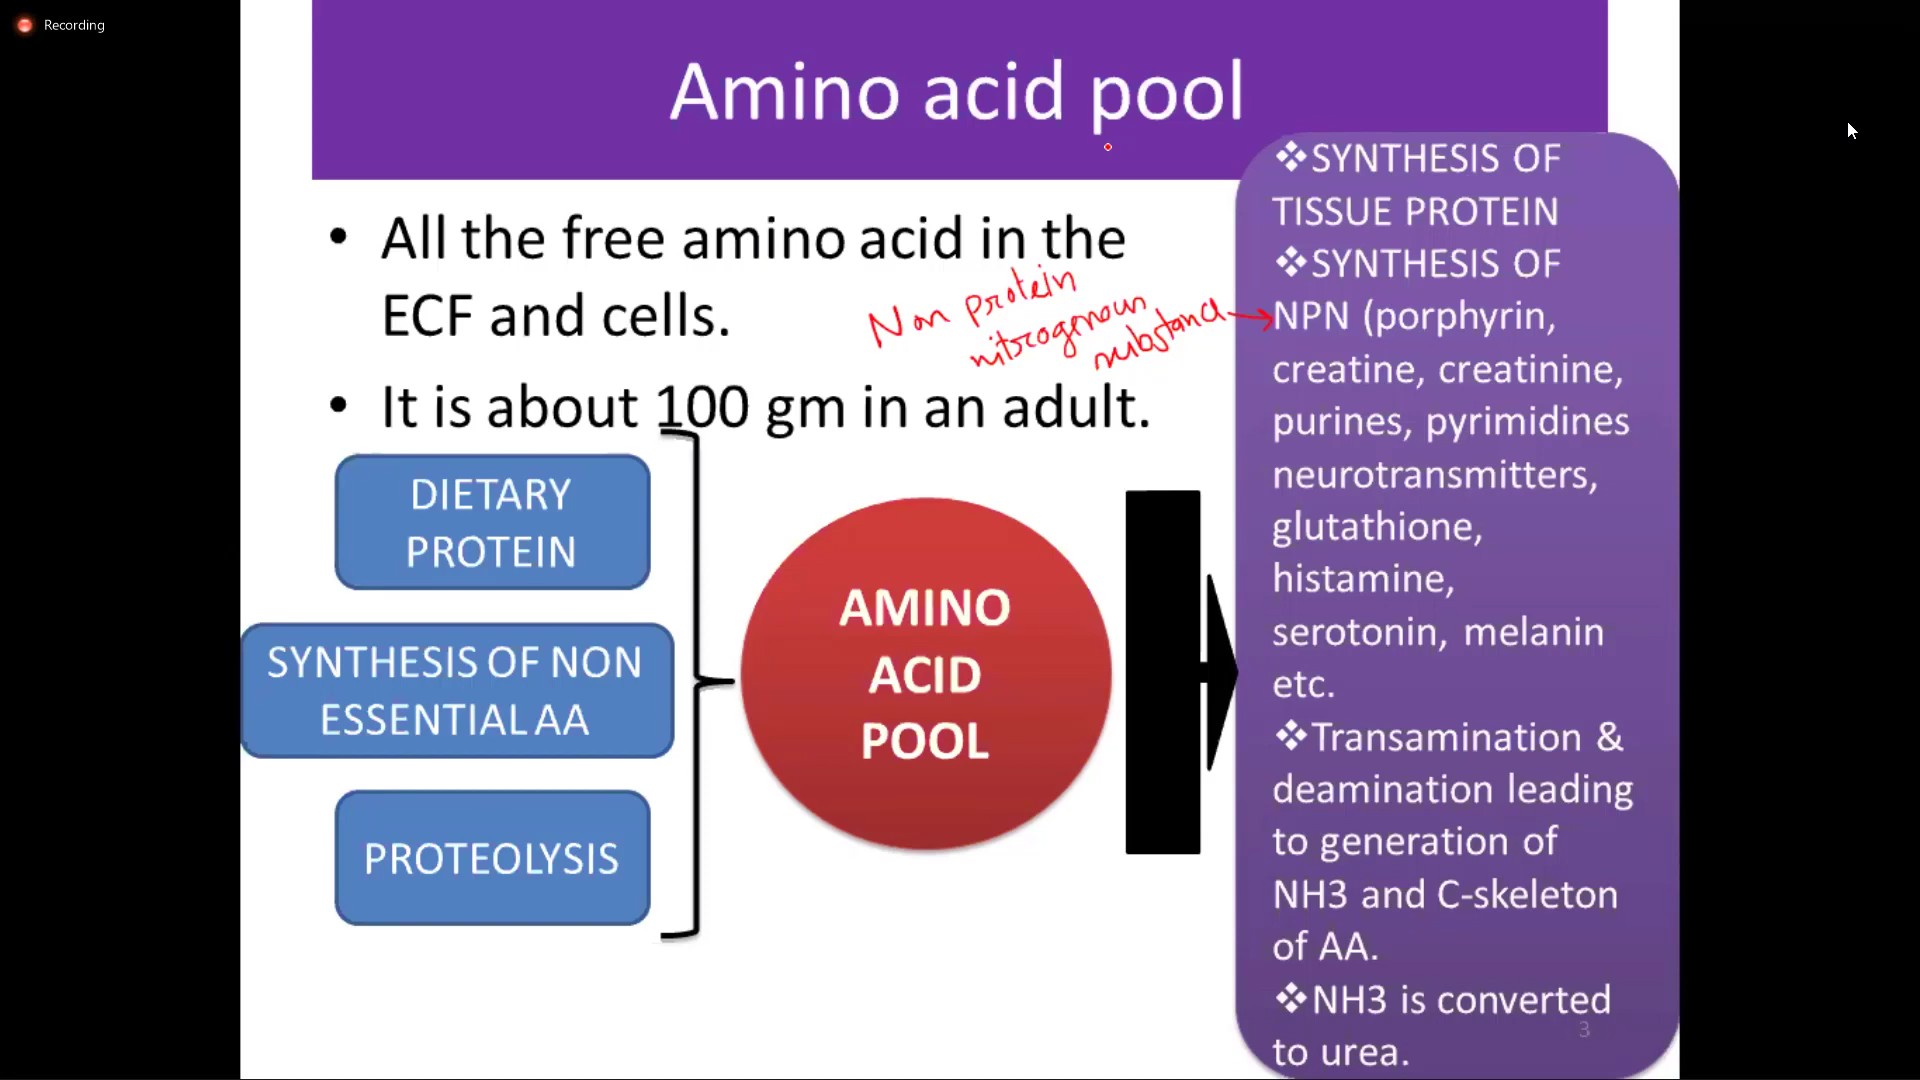 Recording
Amino acid pool
• All the free amino acid in the
ECF and cells.
Non protein
nitrogenous
substance
• It is about 100 gm in an adult.
DIETARY
PROTEIN
SYNTHESIS OF NON
ESSENTIAL AA
PROTEOLYSIS
AMINO
ACID
POOL
❖SYNTHESIS OF
TISSUE PROTEIN
❖SYNTHESIS OF
NPN (porphyrin,
creatine, creatinine,
purines, pyrimidines
neurotransmitters,
glutathione,
histamine,
serotonin, melanin
etc.
❖Transamination &
deamination leading
to generation of
NH3 and C-skeleton
of AA.
❖NH3 is converted
to urea.
3